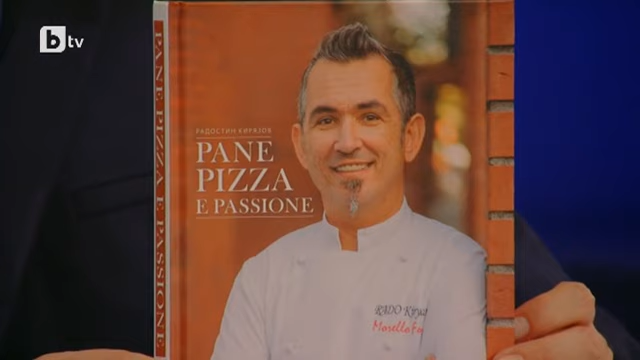 btv
PANE PIZZA E PASSIONE
РАДОСТИН КИРЯЗОВ
PANE
PIZZA
E PASSIONE